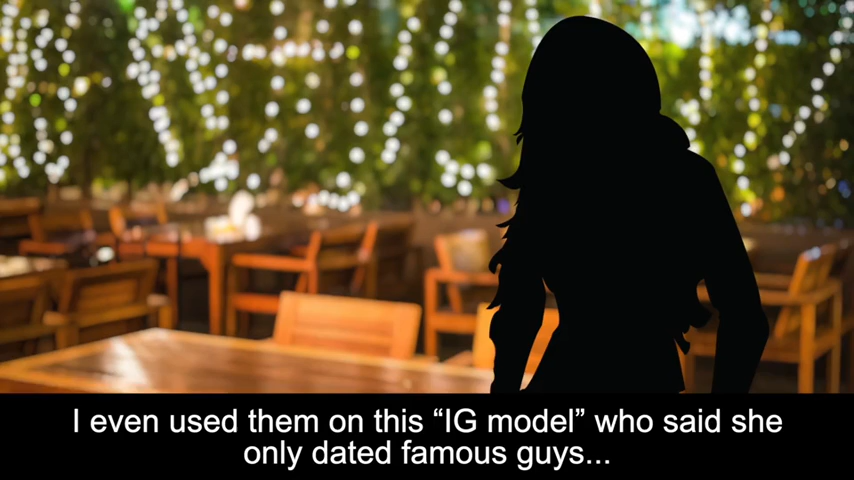 I even used them on this “IG model” who said she
only dated famous guys...